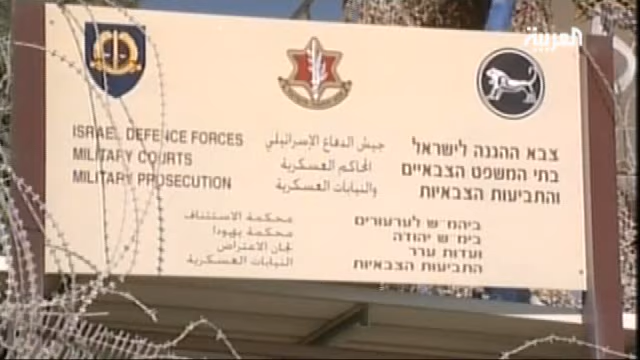 العربية
ISRAEL DEFENCE FORCES
MILITARY COURTS
MILITARY PROSECUTION
جيش الدفاع الإسرائيلي
المحاكم العسكرية
والنيابات العسكرية
צבא ההגנה לישראל
בתי המשפט הצבאיים
והתביעות הצבאיות
محكمة الاستئناف
محكمة يهودا
لجان الاعتراض
النيابات العسكرية
ביהמ"ש לערעורים
בימ"ש יהודה
ועדות ערר
התביעות הצבאיות